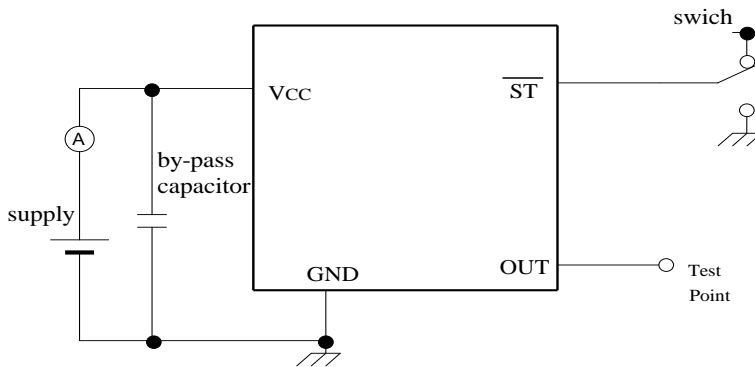 swich
VCC
ST
A
by-pass
capacitor
supply
GND
OUT
Test
Point